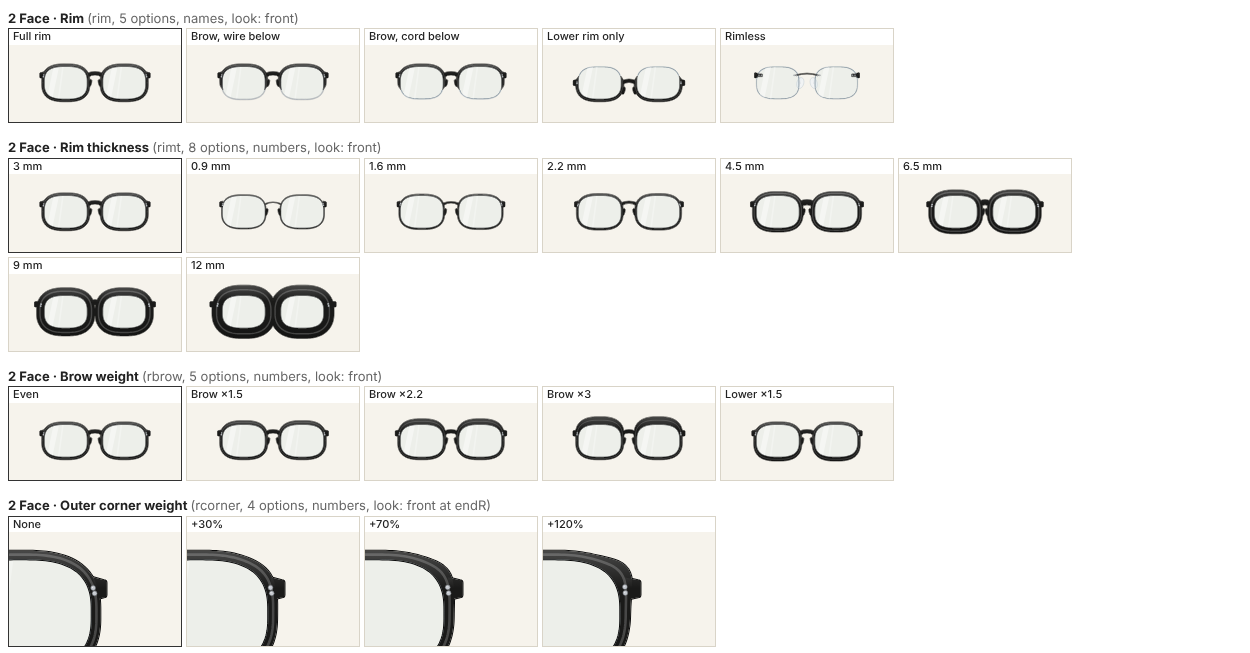 2 Face · Rim (rim, 5 options, names, look: front)
Full rim
Brow, wire below
Brow, cord below
Lower rim only
Rimless
2 Face · Rim thickness (rimt, 8 options, numbers, look: front)
3 mm
0.9 mm
1.6 mm
2.2 mm
4.5 mm
6.5 mm
9 mm
12 mm
2 Face · Brow weight (rbrow, 5 options, numbers, look: front)
Even
Brow ×1.5
Brow ×2.2
Brow ×3
Lower ×1.5
2 Face · Outer corner weight (rcorner, 4 options, numbers, look: front at endR)
None
+30%
+70%
+120%